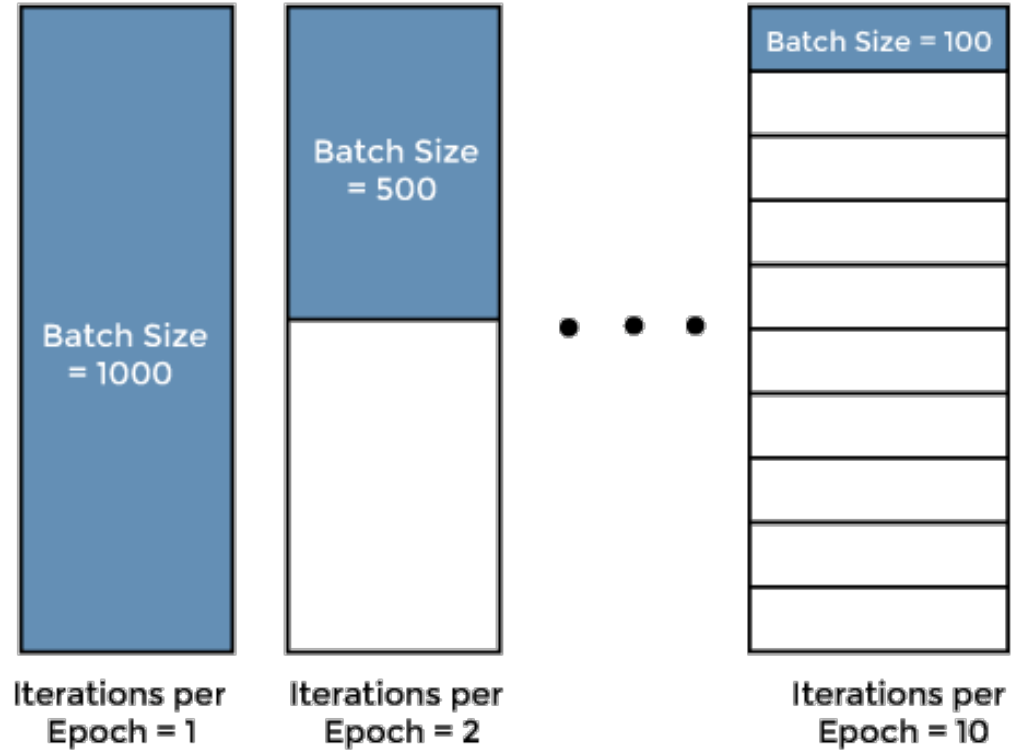 Batch Size
= 1000
Iterations per
Epoch = 1
Batch Size
= 500
Iterations per
Epoch = 2
Batch Size = 100
Iterations per
Epoch = 10